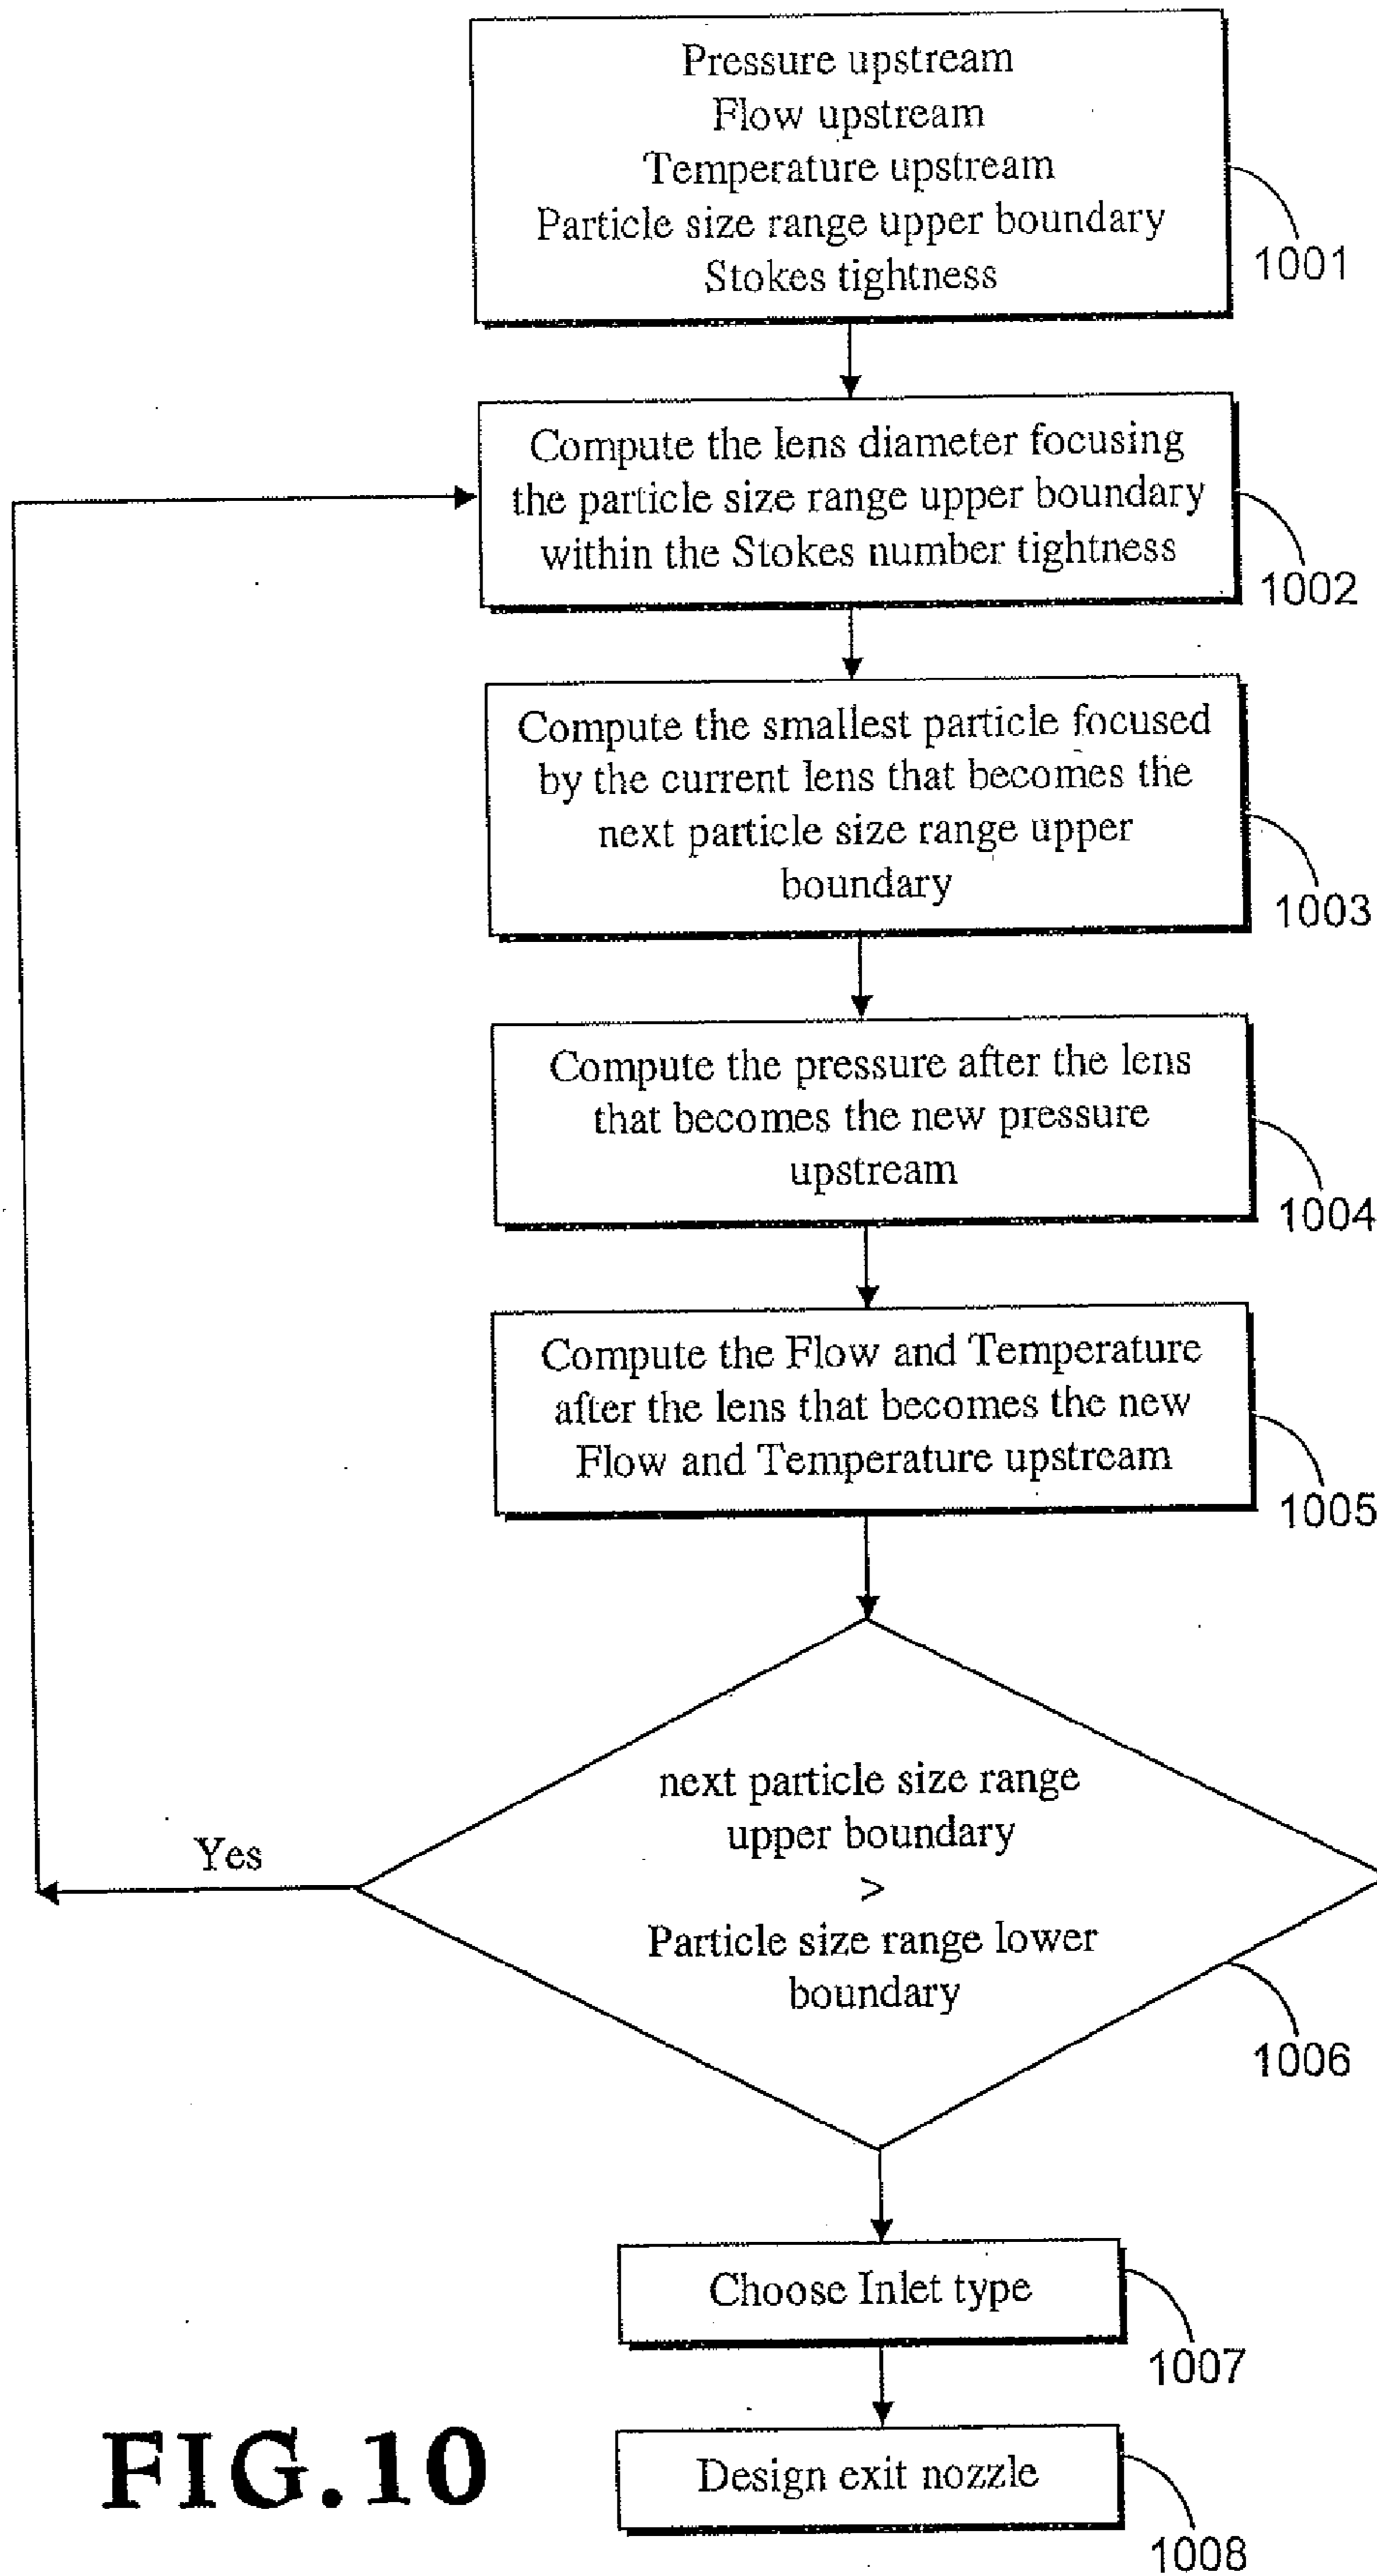 Pressure upstream
Flow upstream
Temperature upstream
Particle size range upper boundary
Stokes tightness
1001
Compute the lens diameter focusing
the particle size range upper boundary
within the Stokes number tightness
1002
Compute the smallest particle focused
by the current lens that becomes the
next particle size range upper
boundary
1003
Compute the pressure after the lens
that becomes the new pressure
upstream
1004
Compute the Flow and Temperature
after the lens that becomes the new
Flow and Temperature upstream
1005
next particle size range
upper boundary
>
Particle size range lower
boundary
Yes
1006
Choose Inlet type
1007
Design exit nozzle
1008
FIG.10